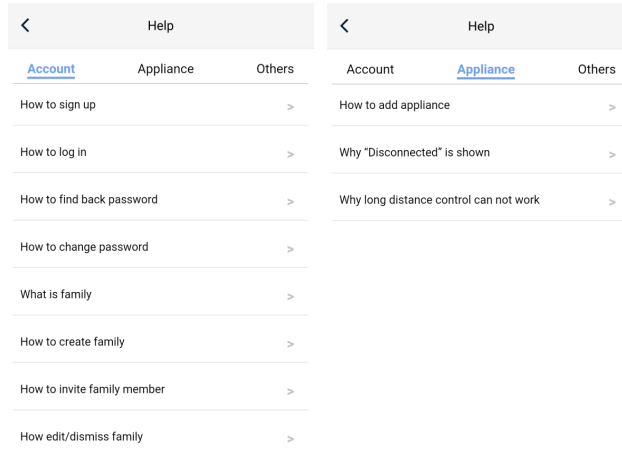 Help
Account Appliance Others
How to sign up >
How to log in >
How to find back password >
How to change password >
What is family >
How to create family >
How to invite family member >
How edit/dismiss family >
Help
Account Appliance Others
How to add appliance >
Why “Disconnected” is shown >
Why long distance control can not work >